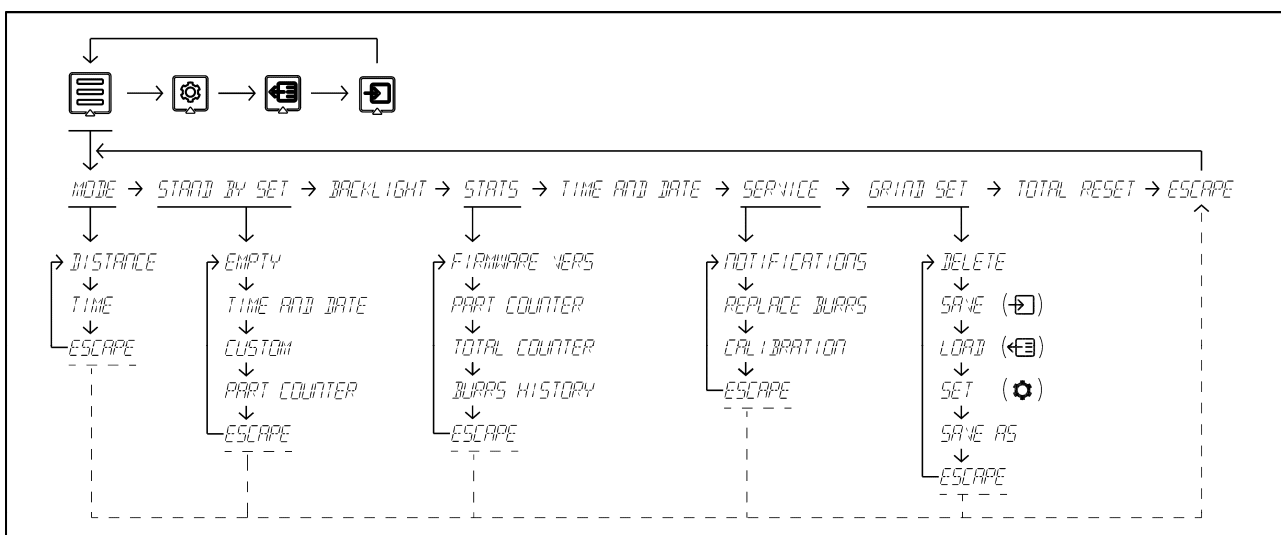 MODE → STAND BY SET → BACKLIGHT → STATS → TIME AND DATE → SERVICE → GRIND SET → TOTAL RESET → ESCAPE
DISTANCE
TIME
ESCAPE
EMPTY
TIME AND DATE
CUSTOM
PART COUNTER
ESCAPE
FIRMWARE VERS
PART COUNTER
TOTAL COUNTER
BURRS HISTORY
ESCAPE
NOTIFICATIONS
REPLACE BURRS
CALIBRATION
ESCAPE
DELETE
SAVE ( )
LOAD ( )
SET ( )
SAVE AS
ESCAPE